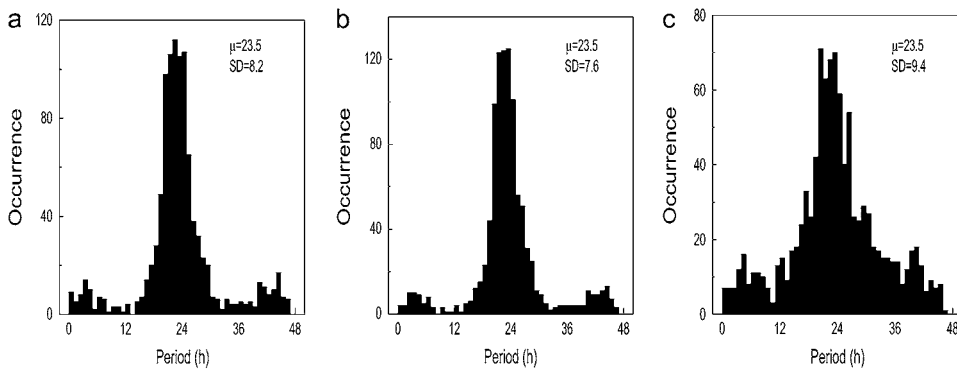 a
120
80
40
0
Occurrence
μ=23.5
SD=8.2
0 12 24 36 48
Period (h)
b
120
80
40
0
Occurrence
μ=23.5
SD=7.6
0 12 24 36 48
Period (h)
c
80
60
40
20
0
Occurrence
μ=23.5
SD=9.4
0 12 24 36 48
Period (h)